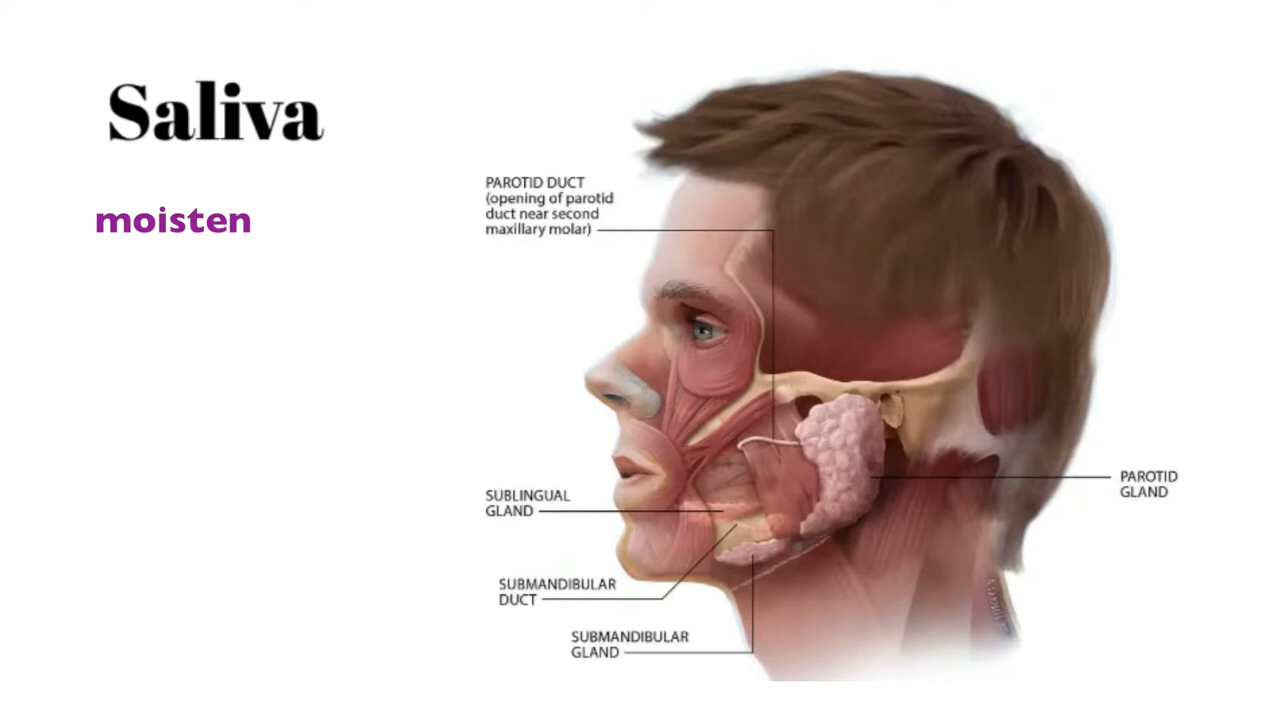 Saliva
moisten
PAROTID DUCT
(opening of parotid
duct near second
maxillary molar)
SUBLINGUAL
GLAND
SUBMANDIBULAR
DUCT
SUBMANDIBULAR
GLAND
PAROTID
GLAND